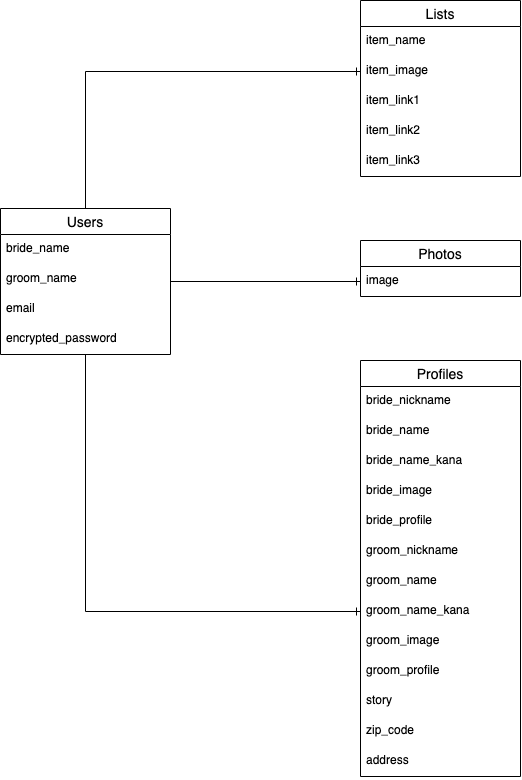 Lists
item_name
item_image
item_link1
item_link2
item_link3
Users
bride_name
groom_name
email
encrypted_password
Photos
image
Profiles
bride_nickname
bride_name
bride_name_kana
bride_image
bride_profile
groom_nickname
groom_name
groom_name_kana
groom_image
groom_profile
story
zip_code
address